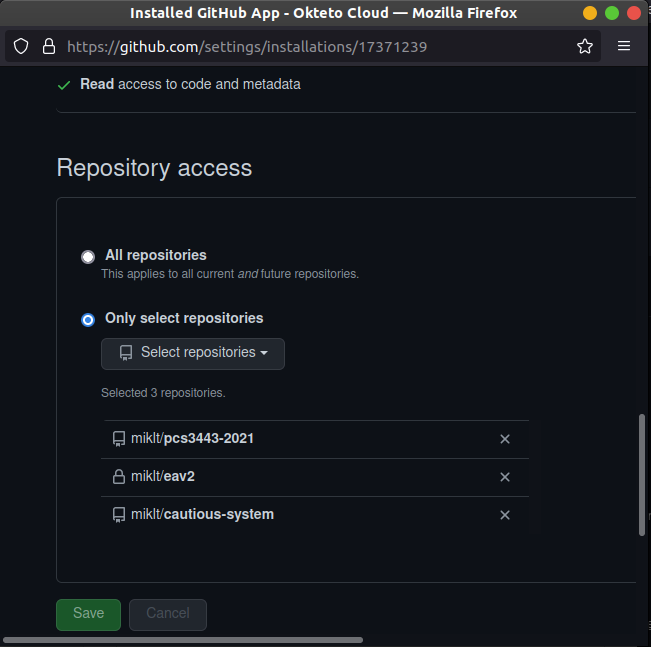 Installed GitHub App - Okteto Cloud — Mozilla Firefox
https://github.com/settings/installations/17371239
Read access to code and metadata
Repository access
All repositories
This applies to all current and future repositories.
Only select repositories
Select repositories
Selected 3 repositories.
miklt/pcs3443-2021
miklt/eav2
miklt/cautious-system
Save Cancel